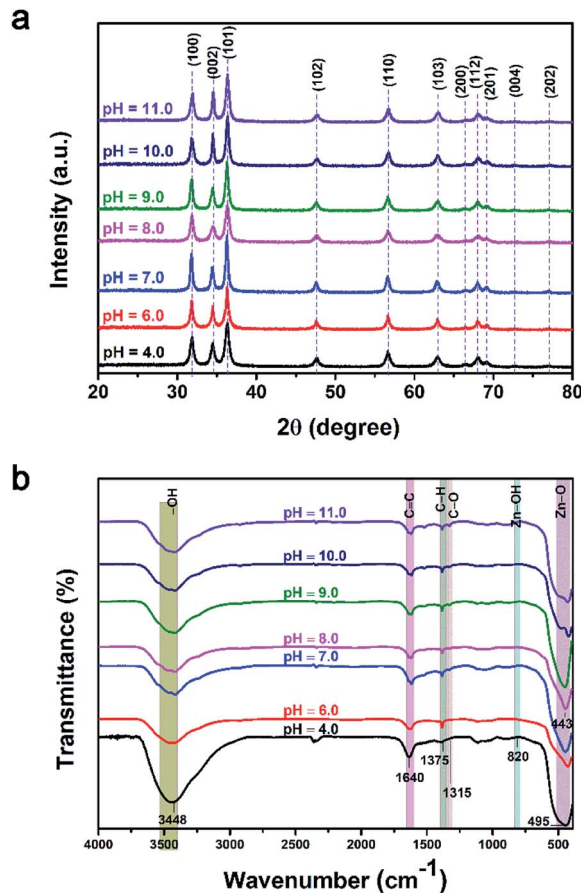 a
(100)
(002)
(101)
(102)
(110)
(103)
(200)
(112)
(201)
(004)
(202)
pH = 11.0
pH = 10.0
pH = 9.0
pH = 8.0
pH = 7.0
pH = 6.0
pH = 4.0
Intensity (a.u.)
20 30 40 50 60 70 80
2θ (degree)
b
–OH
C=C
C–H
C–O
Zn–OH
Zn–O
pH = 11.0
pH = 10.0
pH = 9.0
pH = 8.0
pH = 7.0
pH = 6.0
pH = 4.0
443
3448
1640
1375
1315
820
495
Transmittance (%)
4000 3500 3000 2500 2000 1500 1000 500
Wavenumber (cm⁻¹)